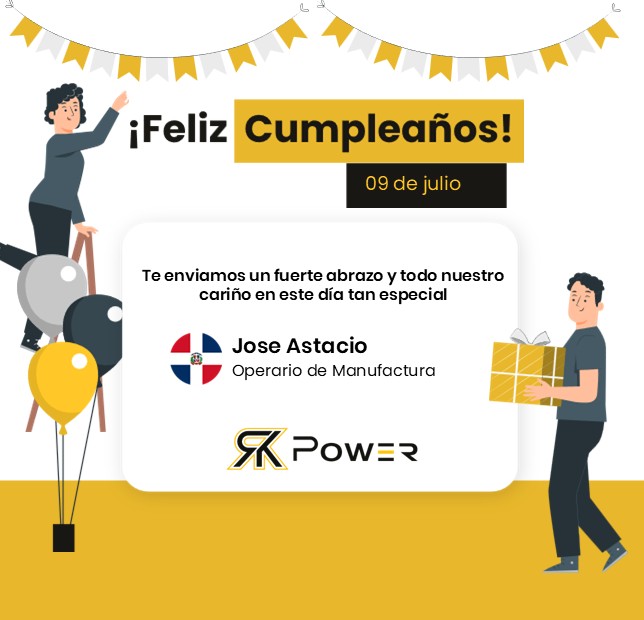 ¡Feliz Cumpleaños!
09 de julio
Te enviamos un fuerte abrazo y todo nuestro
cariño en este día tan especial
Jose Astacio
Operario de Manufactura
RK Power